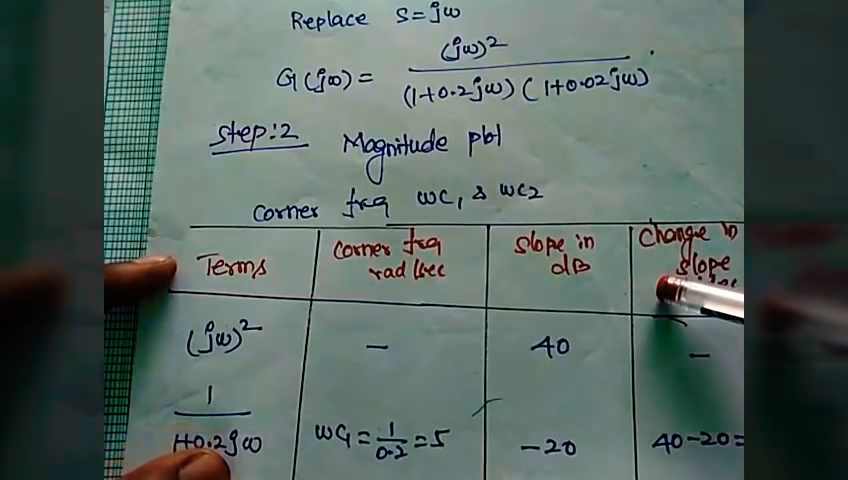 Replace S=jω
(jω)²
G(jω)= (1+0.2jω)(1+0.02jω)
Step:2 Magnitude plot
Corner frq ωC₁ & ωC₂
Terms
Corner frq
rad/sec
Slope in
dB
Change in
slope
(jω)²
—
40
—
1
1+0.2jω
ωC₁ = 1/0.2 = 5
-20
40-20=